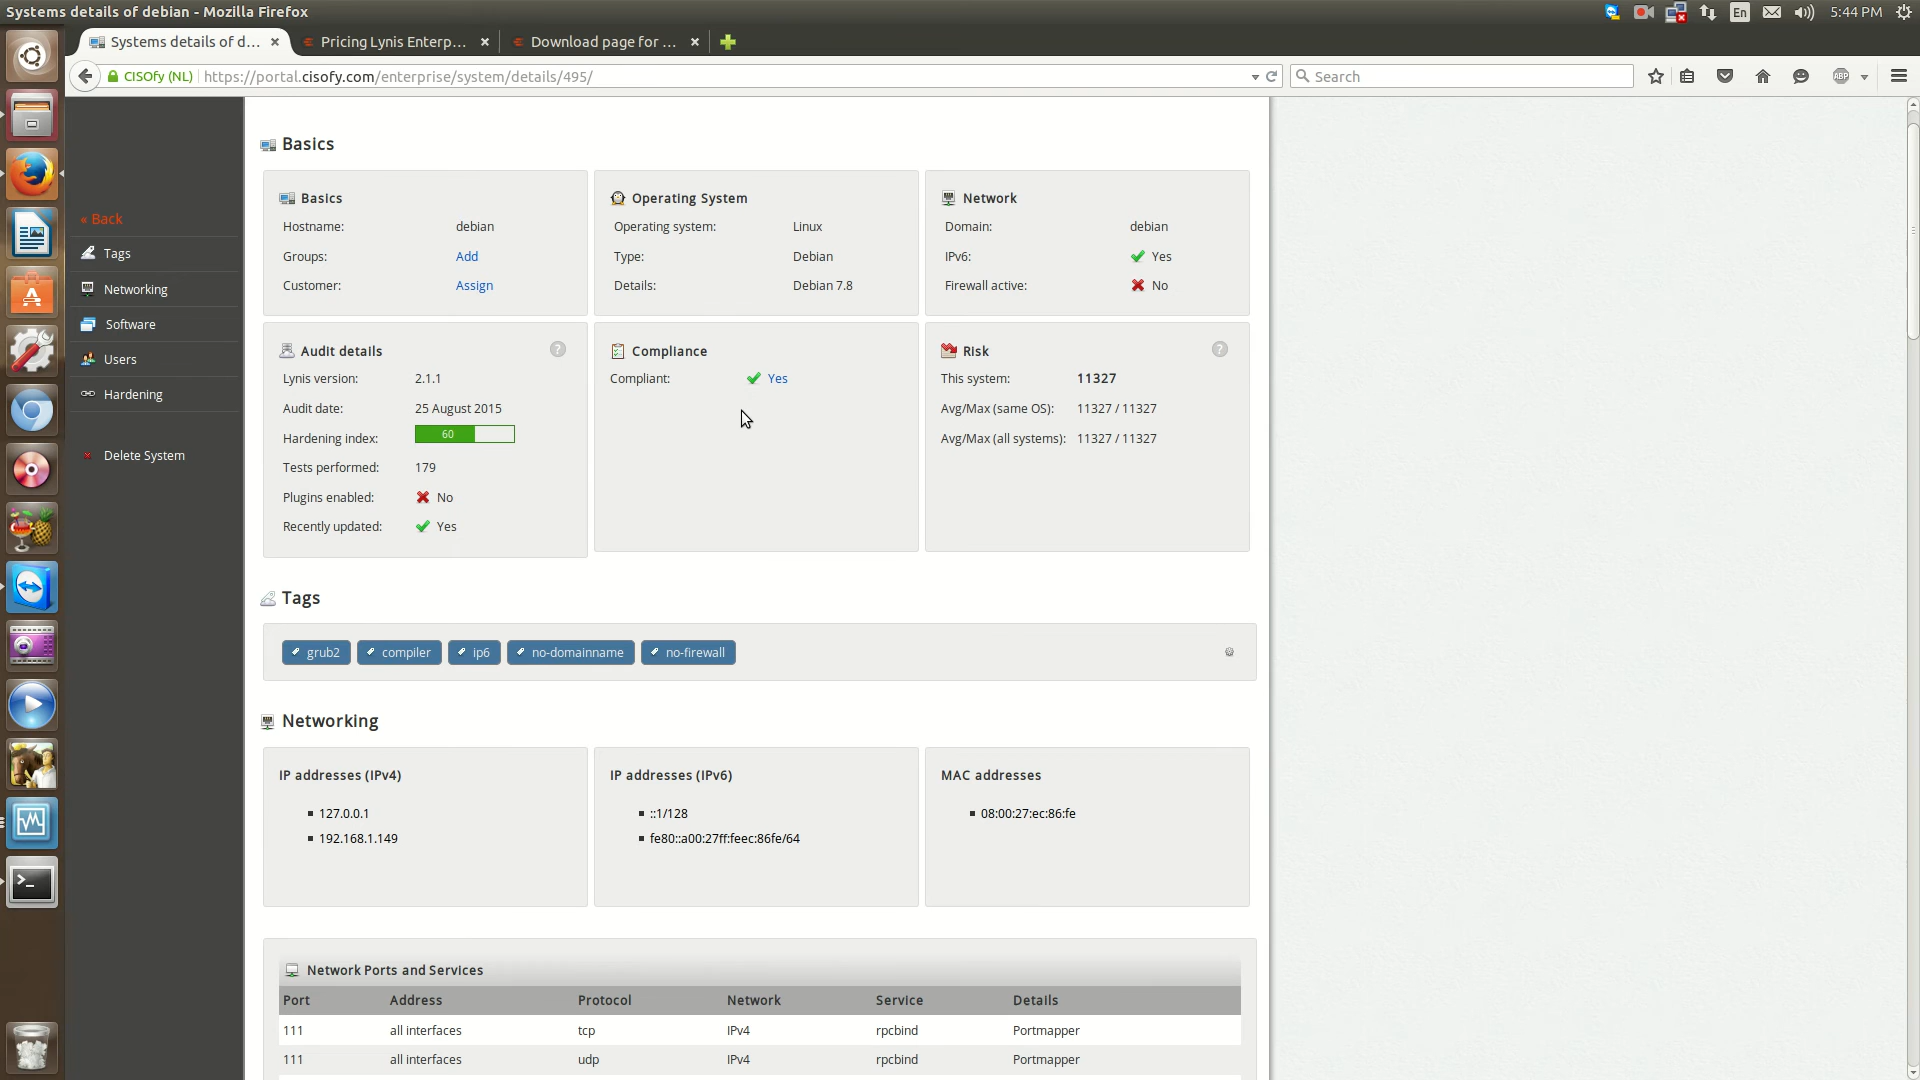 Systems details of debian - Mozilla Firefox
En
5:44 PM
Systems details of d...
Pricing Lynis Enterp...
Download page for ...
CISOfy (NL)
https://portal.cisofy.com/enterprise/system/details/495/
Search
ABP
« Back
Tags
Networking
Software
Users
Hardening
Delete System
Basics
Basics
Hostname: debian
Groups: Add
Customer: Assign
Operating System
Operating system: Linux
Type: Debian
Details: Debian 7.8
Network
Domain: debian
IPv6: Yes
Firewall active: No
Audit details ?
Lynis version: 2.1.1
Audit date: 25 August 2015
Hardening index: 60
Tests performed: 179
Plugins enabled: No
Recently updated: Yes
Compliance
Compliant: Yes
Risk ?
This system: 11327
Avg/Max (same OS): 11327 / 11327
Avg/Max (all systems): 11327 / 11327
Tags
grub2 compiler ip6 no-domainname no-firewall
Networking
IP addresses (IPv4)
127.0.0.1
192.168.1.149
IP addresses (IPv6)
::1/128
fe80::a00:27ff:feec:86fe/64
MAC addresses
08:00:27:ec:86:fe
Network Ports and Services
Port Address Protocol Network Service Details
111 all interfaces tcp IPv4 rpcbind Portmapper
111 all interfaces udp IPv4 rpcbind Portmapper